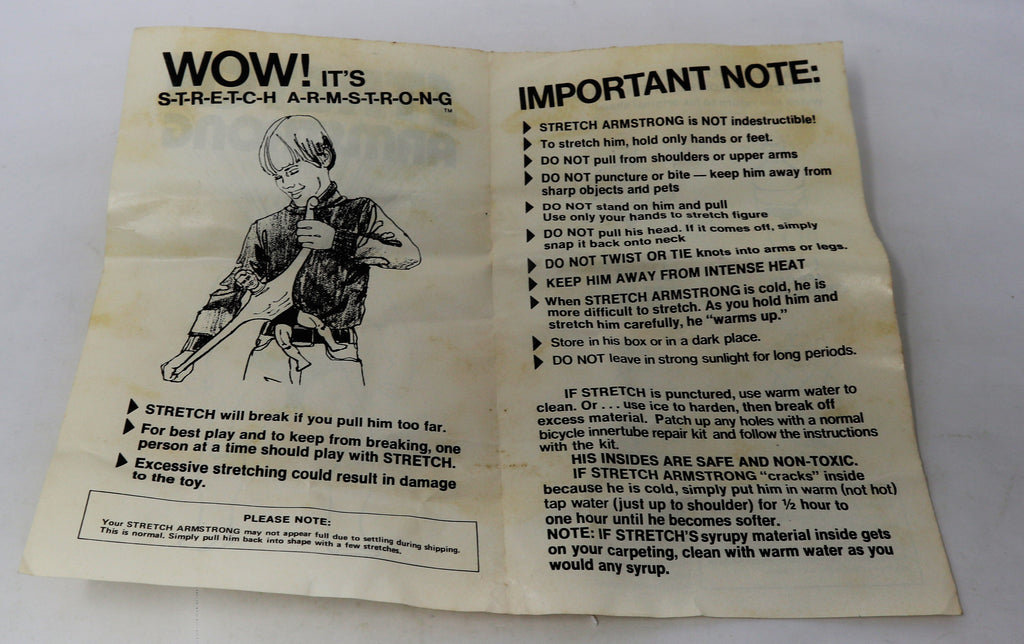 WOW! IT'S
S-T-R-E-T-C-H A-R-M-S-T-R-O-N-G
TM
STRETCH will break if you pull him too far.
For best play and to keep from breaking, one
person at a time should play with STRETCH.
Excessive stretching could result in damage
to the toy.
PLEASE NOTE:
Your STRETCH ARMSTRONG may not appear full due to settling during shipping.
This is normal. Simply pull him back into shape with a few stretches.
IMPORTANT NOTE:
STRETCH ARMSTRONG is NOT indestructible!
To stretch him, hold only hands or feet.
DO NOT pull from shoulders or upper arms
DO NOT puncture or bite — keep him away from
sharp objects and pets
DO NOT stand on him and pull
Use only your hands to stretch figure
DO NOT pull his head. If it comes off, simply
snap it back onto neck
DO NOT TWIST OR TIE knots into arms or legs.
KEEP HIM AWAY FROM INTENSE HEAT
When STRETCH ARMSTRONG is cold, he is
more difficult to stretch. As you hold him and
stretch him carefully, he "warms up."
Store in his box or in a dark place.
DO NOT leave in strong sunlight for long periods.
IF STRETCH is punctured, use warm water to
clean. Or . . . use ice to harden, then break off
excess material. Patch up any holes with a normal
bicycle innertube repair kit and follow the instructions
with the kit.
HIS INSIDES ARE SAFE AND NON-TOXIC.
IF STRETCH ARMSTRONG "cracks" inside
because he is cold, simply put him in warm (not hot)
tap water (just up to shoulder) for ½ hour to
one hour until he becomes softer.
NOTE: IF STRETCH'S syrupy material inside gets
on your carpeting, clean with warm water as you
would any syrup.